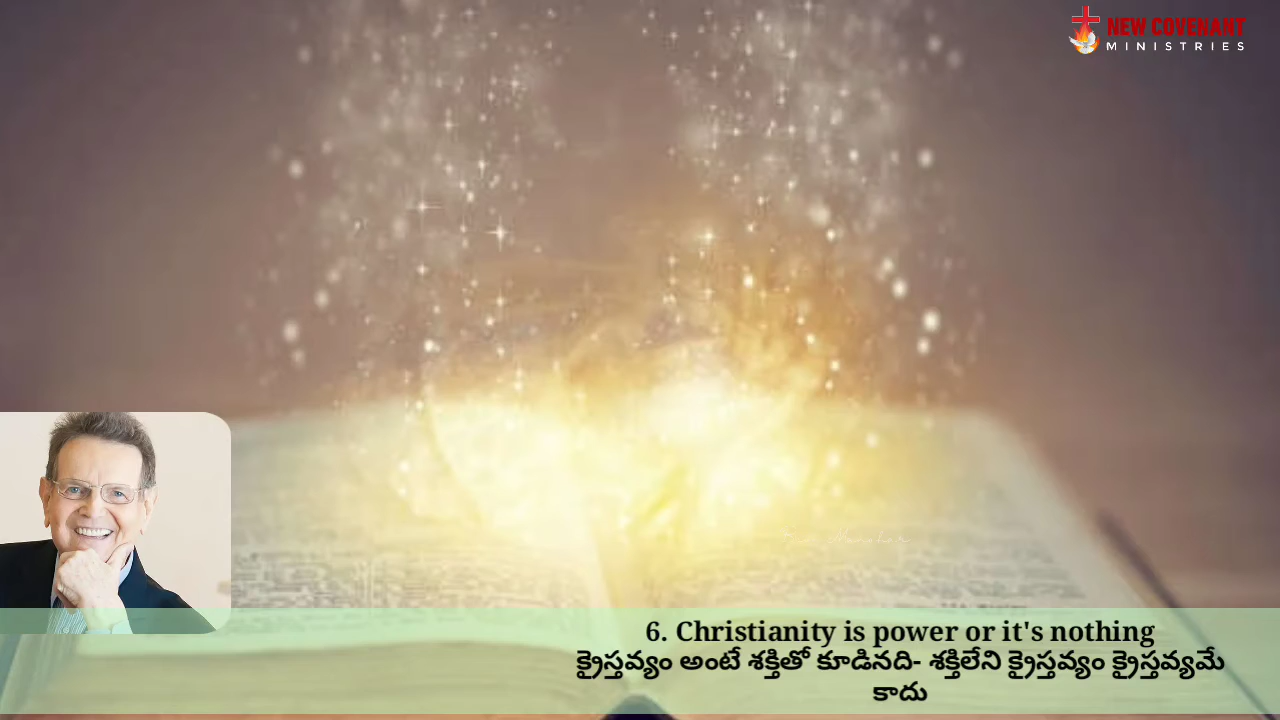 NEW COVENANT
MINISTRIES
6. Christianity is power or it's nothing
క్రైస్తవ్యం అంటే శక్తితో కూడినది- శక్తిలేని క్రైస్తవ్యం క్రైస్తవ్యమే
కాదు